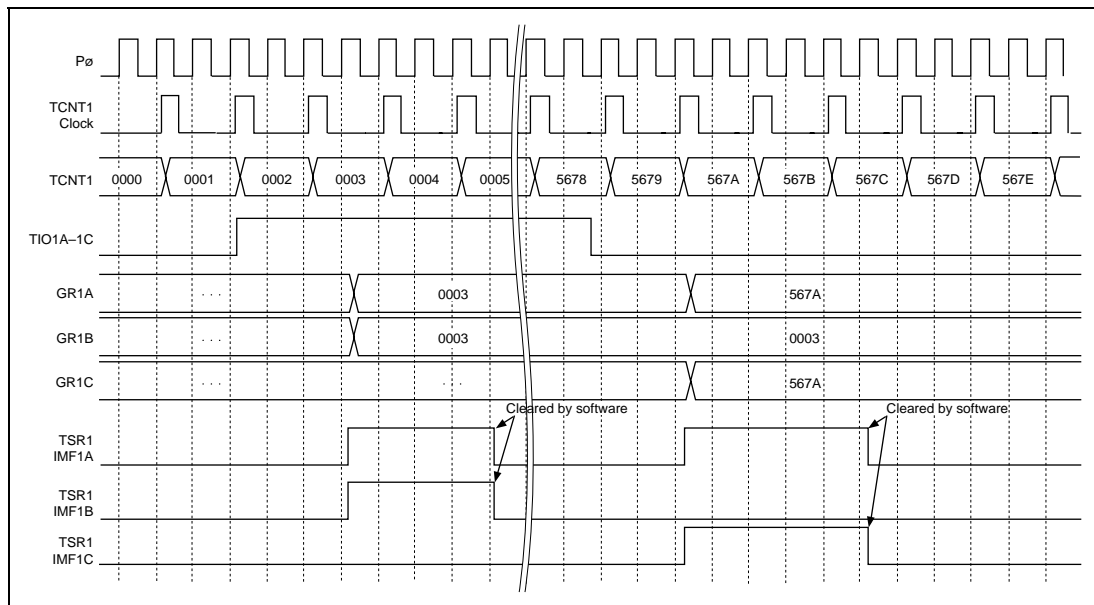 Pø
TCNT1
Clock
TCNT1 0000 0001 0002 0003 0004 0005 5678 5679 567A 567B 567C 567D 567E
TIO1A–1C
GR1A · · · 0003 567A
GR1B · · · 0003 0003
GR1C · · · · · · 567A
Cleared by software Cleared by software
TSR1
IMF1A
TSR1
IMF1B
TSR1
IMF1C